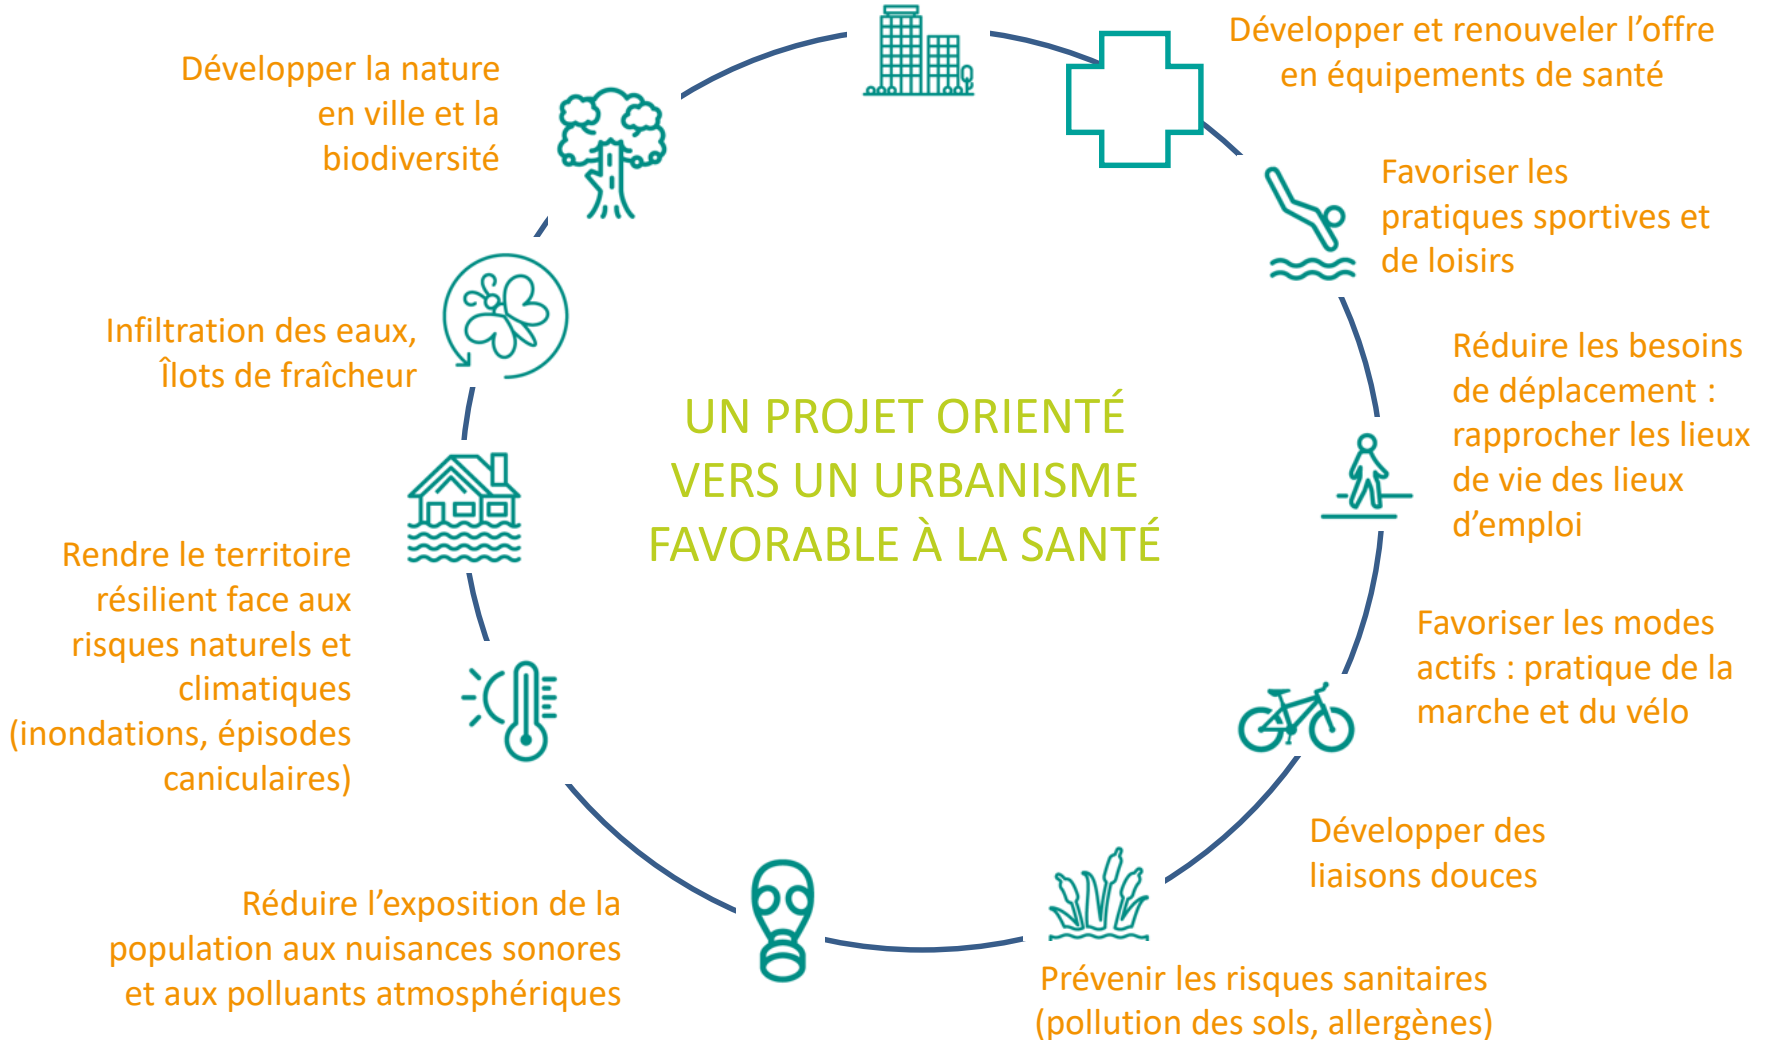 Développer et renouveler l’offre
en équipements de santé
Favoriser les
pratiques sportives et
de loisirs
Réduire les besoins
de déplacement :
rapprocher les lieux
de vie des lieux
d’emploi
Favoriser les modes
actifs : pratique de la
marche et du vélo
Développer des
liaisons douces
Prévenir les risques sanitaires
(pollution des sols, allergènes)
Réduire l’exposition de la
population aux nuisances sonores
et aux polluants atmosphériques
Rendre le territoire
résilient face aux
risques naturels et
climatiques
(inondations, épisodes
caniculaires)
Infiltration des eaux,
Îlots de fraîcheur
Développer la nature
en ville et la
biodiversité
UN PROJET ORIENTÉ
VERS UN URBANISME
FAVORABLE À LA SANTÉ